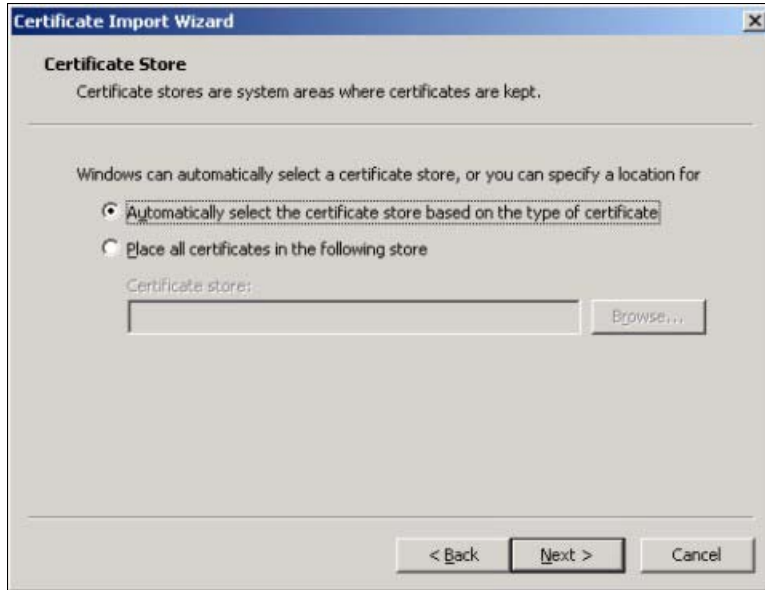 Certificate Import Wizard
Certificate Store
Certificate stores are system areas where certificates are kept.
Windows can automatically select a certificate store, or you can specify a location for
Automatically select the certificate store based on the type of certificate
Place all certificates in the following store
Certificate store:
Browse...
< Back Next > Cancel